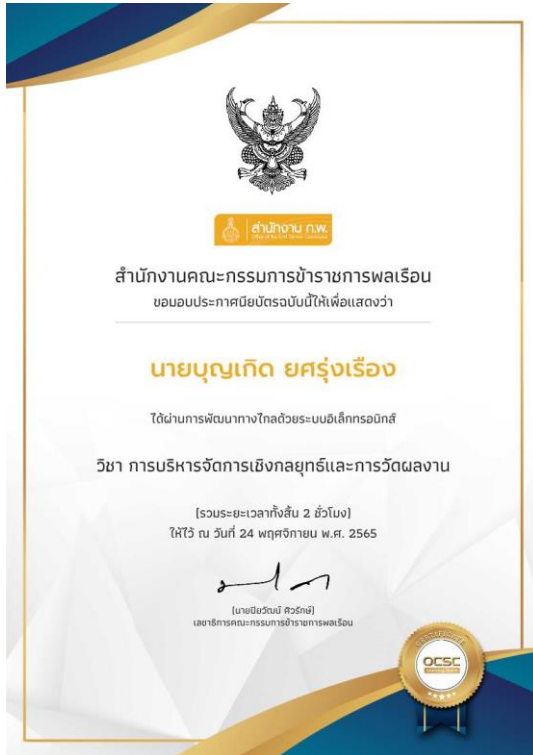 สำนักงาน ก.พ.
สำนักงานคณะกรรมการข้าราชการพลเรือน
ขอมอบประกาศนียบัตรฉบับนี้ให้เพื่อแสดงว่า
นายบุญเกิด ยศรุ่งเรือง
ได้ผ่านการพัฒนาทางไกลด้วยระบบอิเล็กทรอนิกส์
วิชา การบริหารจัดการเชิงกลยุทธ์และการวัดผลงาน
(รวมระยะเวลาทั้งสิ้น 2 ชั่วโมง)
ให้ไว้ ณ วันที่ 24 พฤศจิกายน พ.ศ. 2565
(นายปิยวัฒน์ ศิวรักษ์)
เลขาธิการคณะกรรมการข้าราชการพลเรือน
CERTIFICATE
OCSC